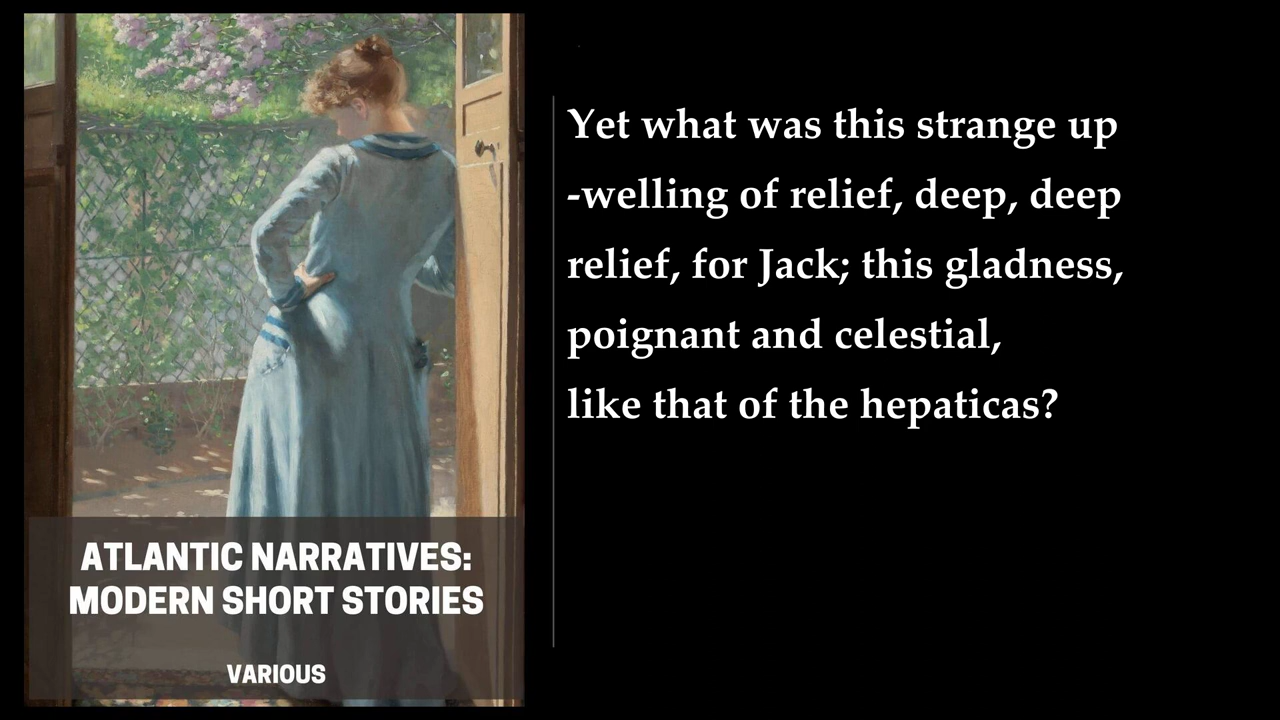 Yet what was this strange up
-welling of relief, deep, deep
relief, for Jack; this gladness,
poignant and celestial,
like that of the hepaticas?
ATLANTIC NARRATIVES:
MODERN SHORT STORIES
VARIOUS